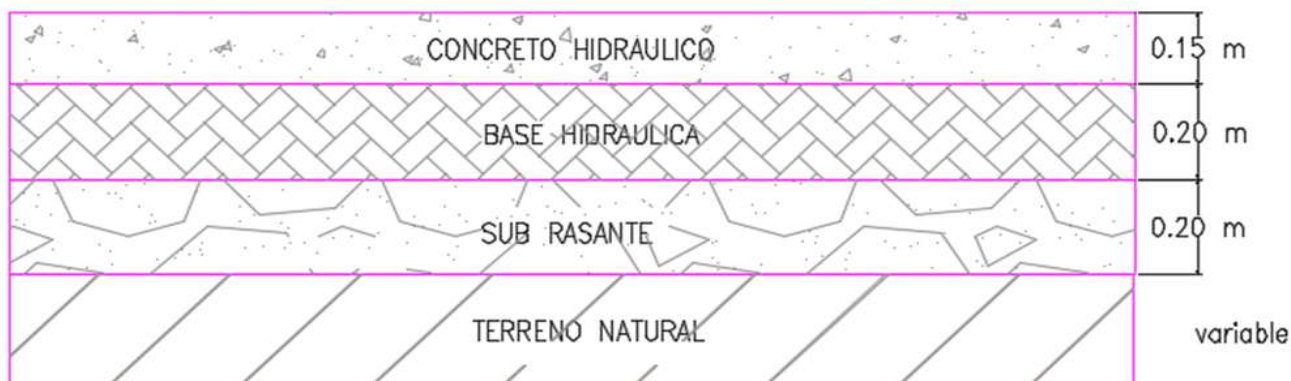 CONCRETO HIDRAULICO
0.15 m
BASE HIDRAULICA
0.20 m
SUB RASANTE
0.20 m
TERRENO NATURAL
variable